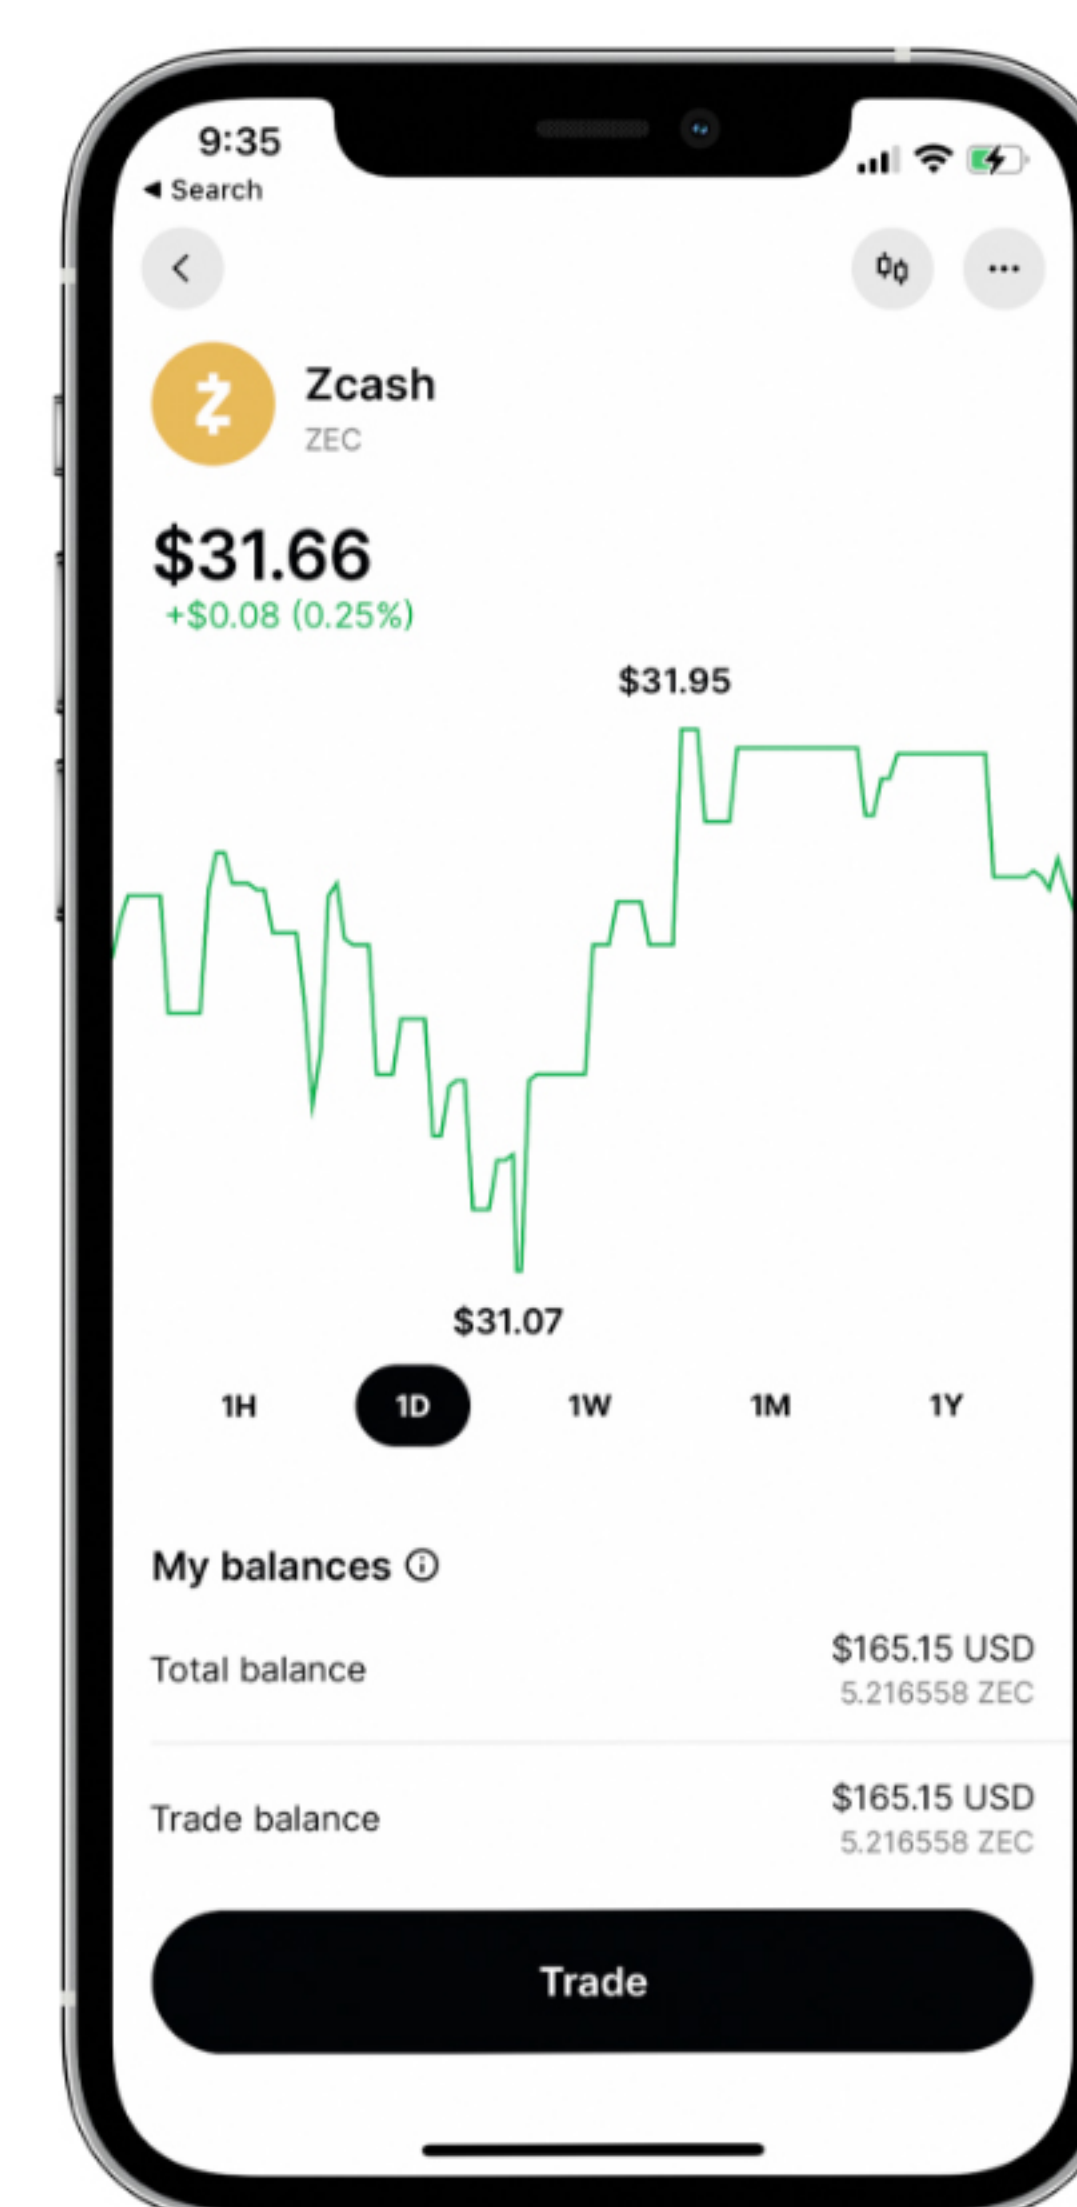 9:35
◀ Search
Zcash
ZEC
$31.66
+$0.08 (0.25%)
$31.95
$31.07
1H 1D 1W 1M 1Y
My balances
Total balance $165.15 USD
5.216558 ZEC
Trade balance $165.15 USD
5.216558 ZEC
Trade